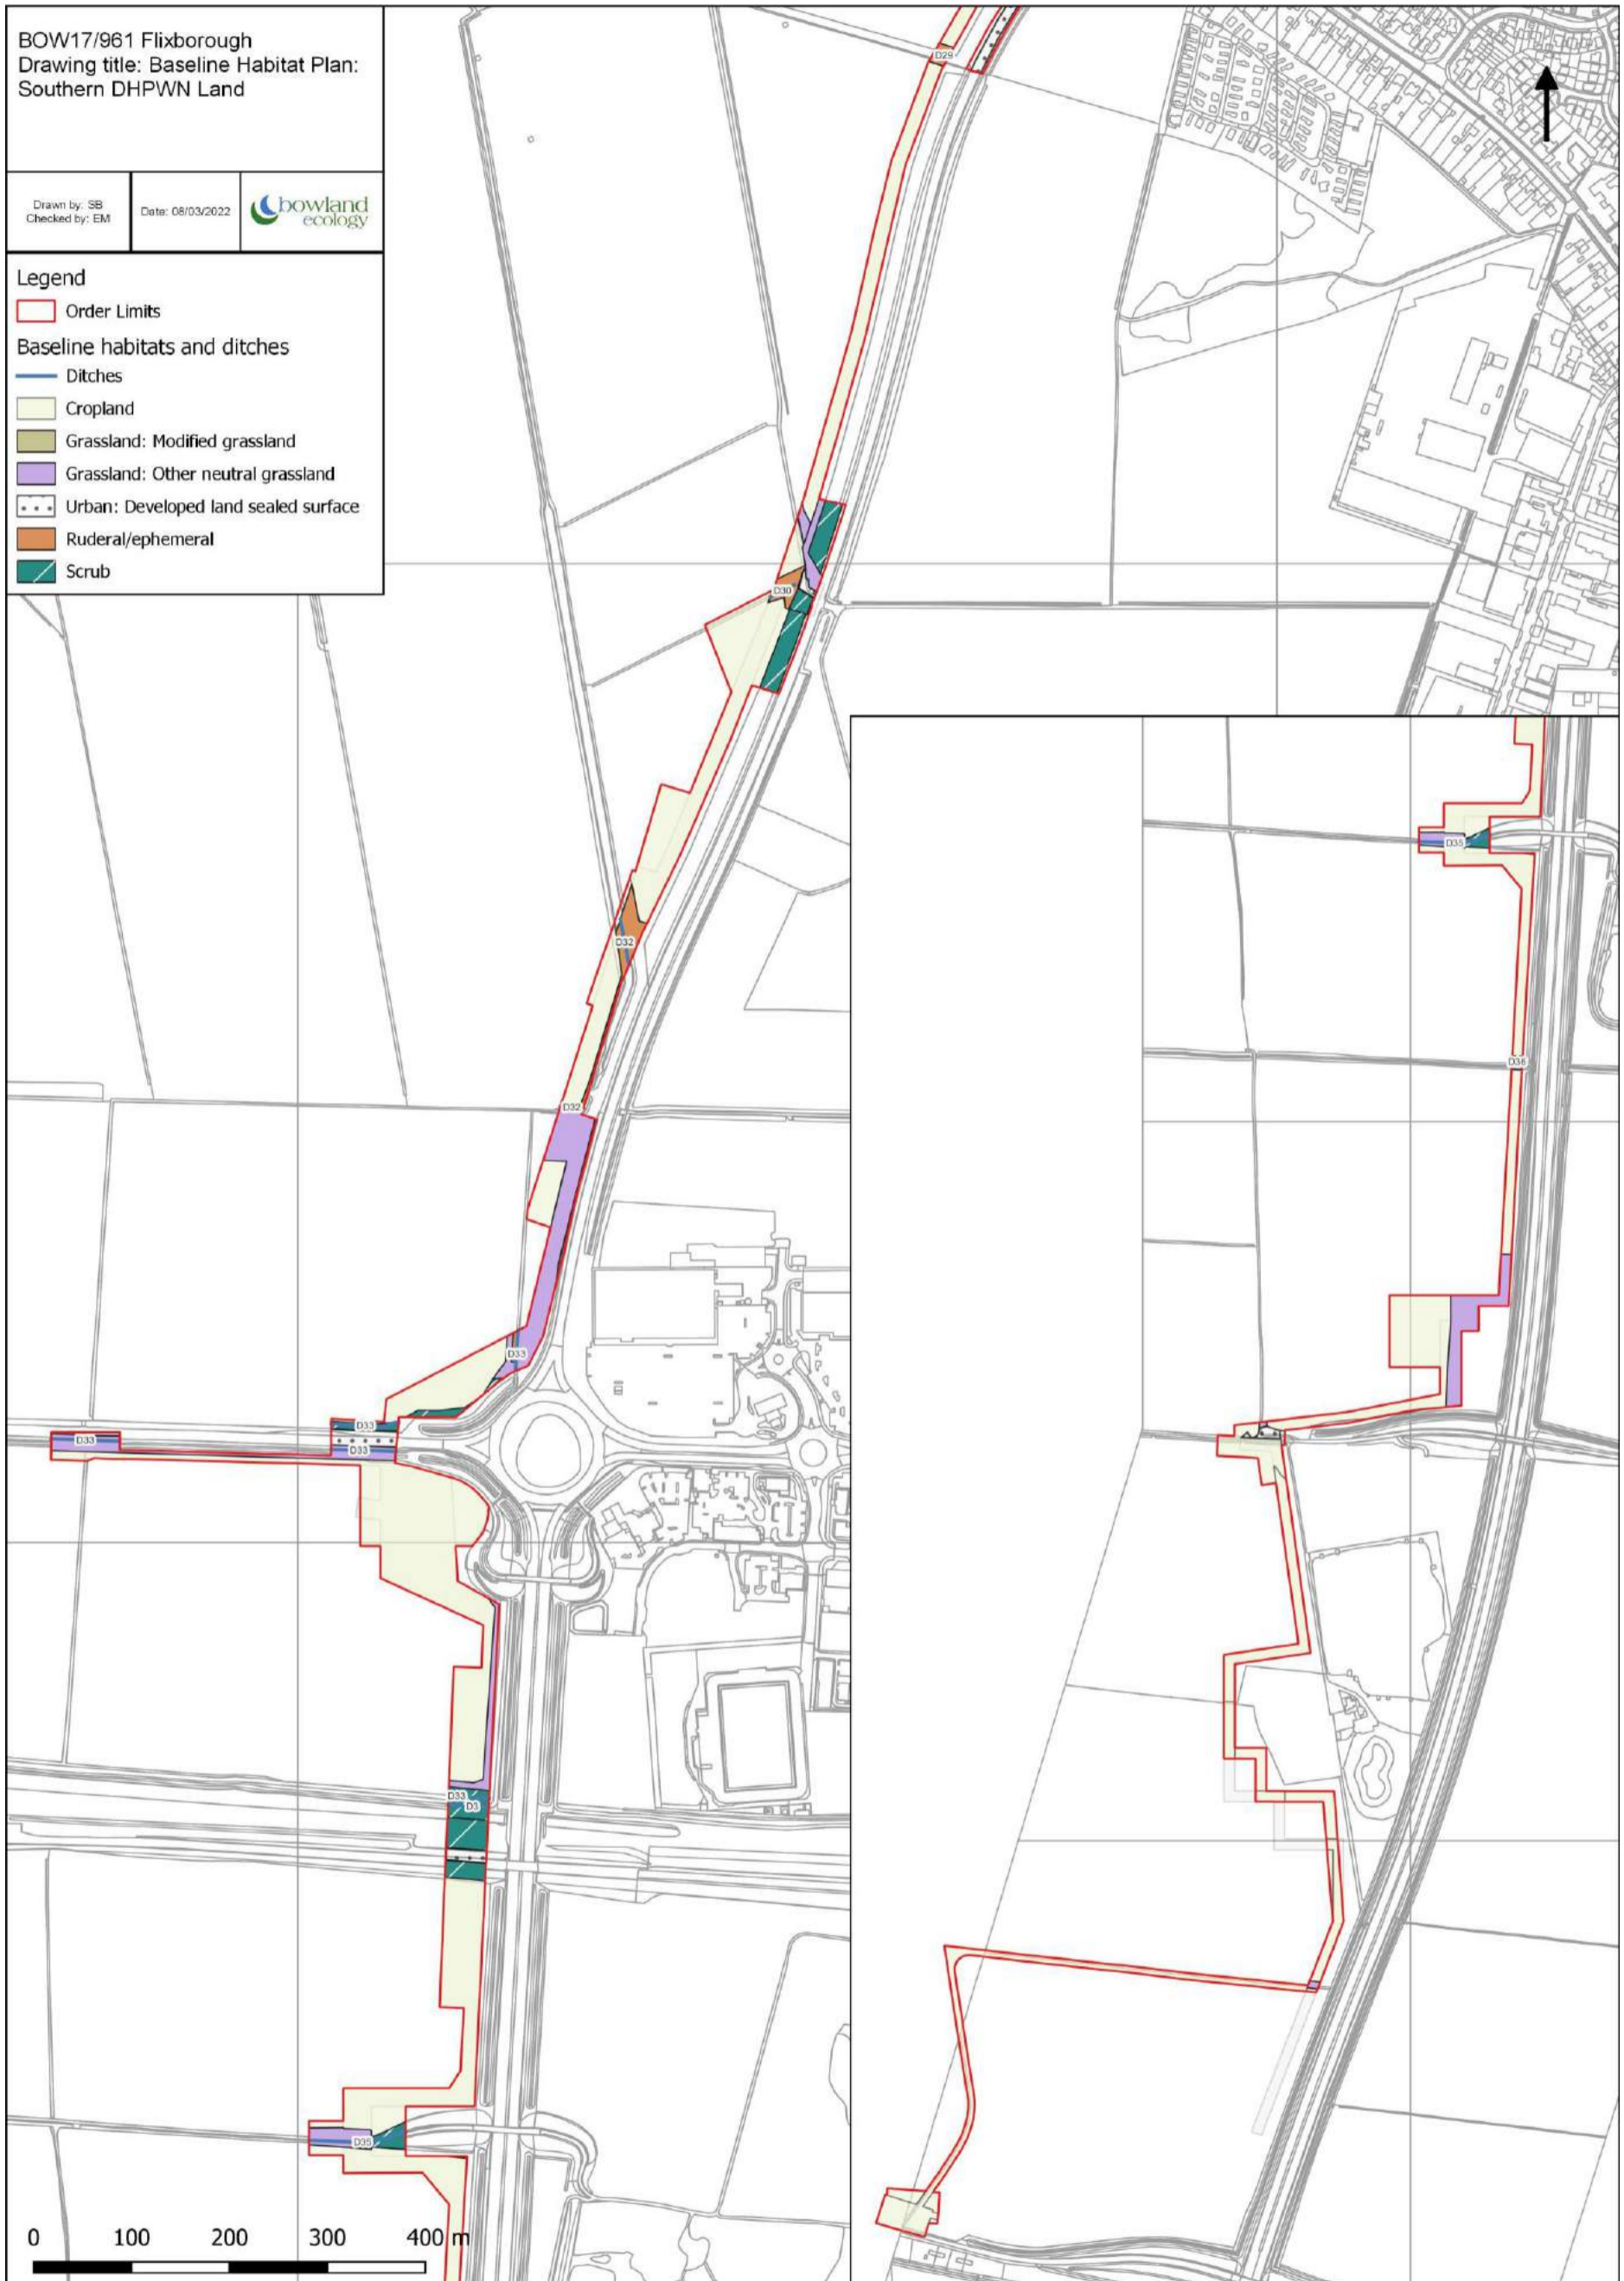 BOW17/961 Flixborough
Drawing title: Baseline Habitat Plan:
Southern DHPWN Land
Drawn by: SB
Checked by: EM
Date: 08/03/2022
bowland
ecology
Legend
Order Limits
Baseline habitats and ditches
Ditches
Cropland
Grassland: Modified grassland
Grassland: Other neutral grassland
Urban: Developed land sealed surface
Ruderal/ephemeral
Scrub
D29
D30
D32
D32
D33
D33
D33
D33
D33
D3
D35
D35
D36
0 100 200 300 400 m